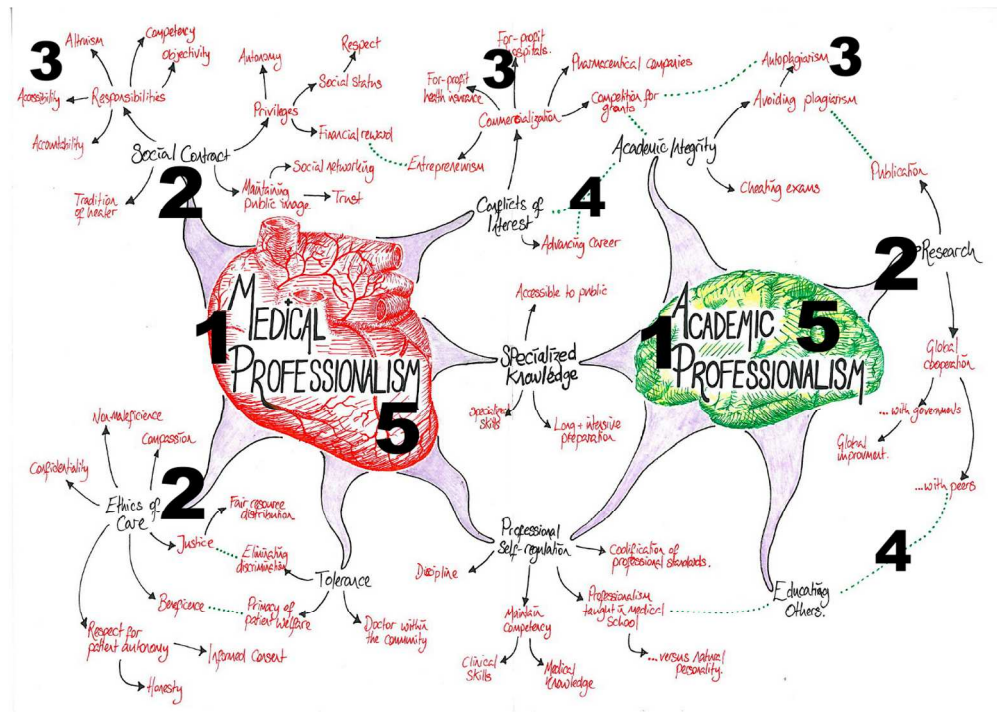 3
Altruism
Competency
Objectivity
Accessibility
Responsibilities
Accountability
Autonomy
Respect
Social Status
Privileges
Financial reward
Social Contract
2
Tradition
of healer
Maintaining
public image
Social networking
Trust
For-profit
hospitals.
3
For-profit
health insurance
Pharmaceutical companies
Commercialization
Competition for
grants
Entreprenewism
Conflicts of
Interest
4
Advancing career
Autoplagiarism
3
Avoiding plagiarism
Academic Integrity
Cheating exams
Publication
2
Research
Global
cooperation
...with governments
Global
improvment.
...with peers
4
1
Medical
Professionalism
5
Accessible to public
Specialized
Knowledge
Specialized
skills
Long + intensive
preparation
1
Academic
Professionalism
5
Non-maleficience
Compassion
Confidentiality
2
Ethics of
Care
Justice
Fair resource
distribution
Eliminating
discrimination
Tolerance
Beneficence
Privacy of
patient welfare
Doctor within
the community
Respect for
patient autonomy
Informed Consent
Honesty
Professional
Self-regulation
Discipline
Codification of
professional standards.
Maintain
competency
Professionalism
taught in Medical
School
Clinical
Skills
Medical
Knowledge
...versus natural
personality.
Educating
Others.